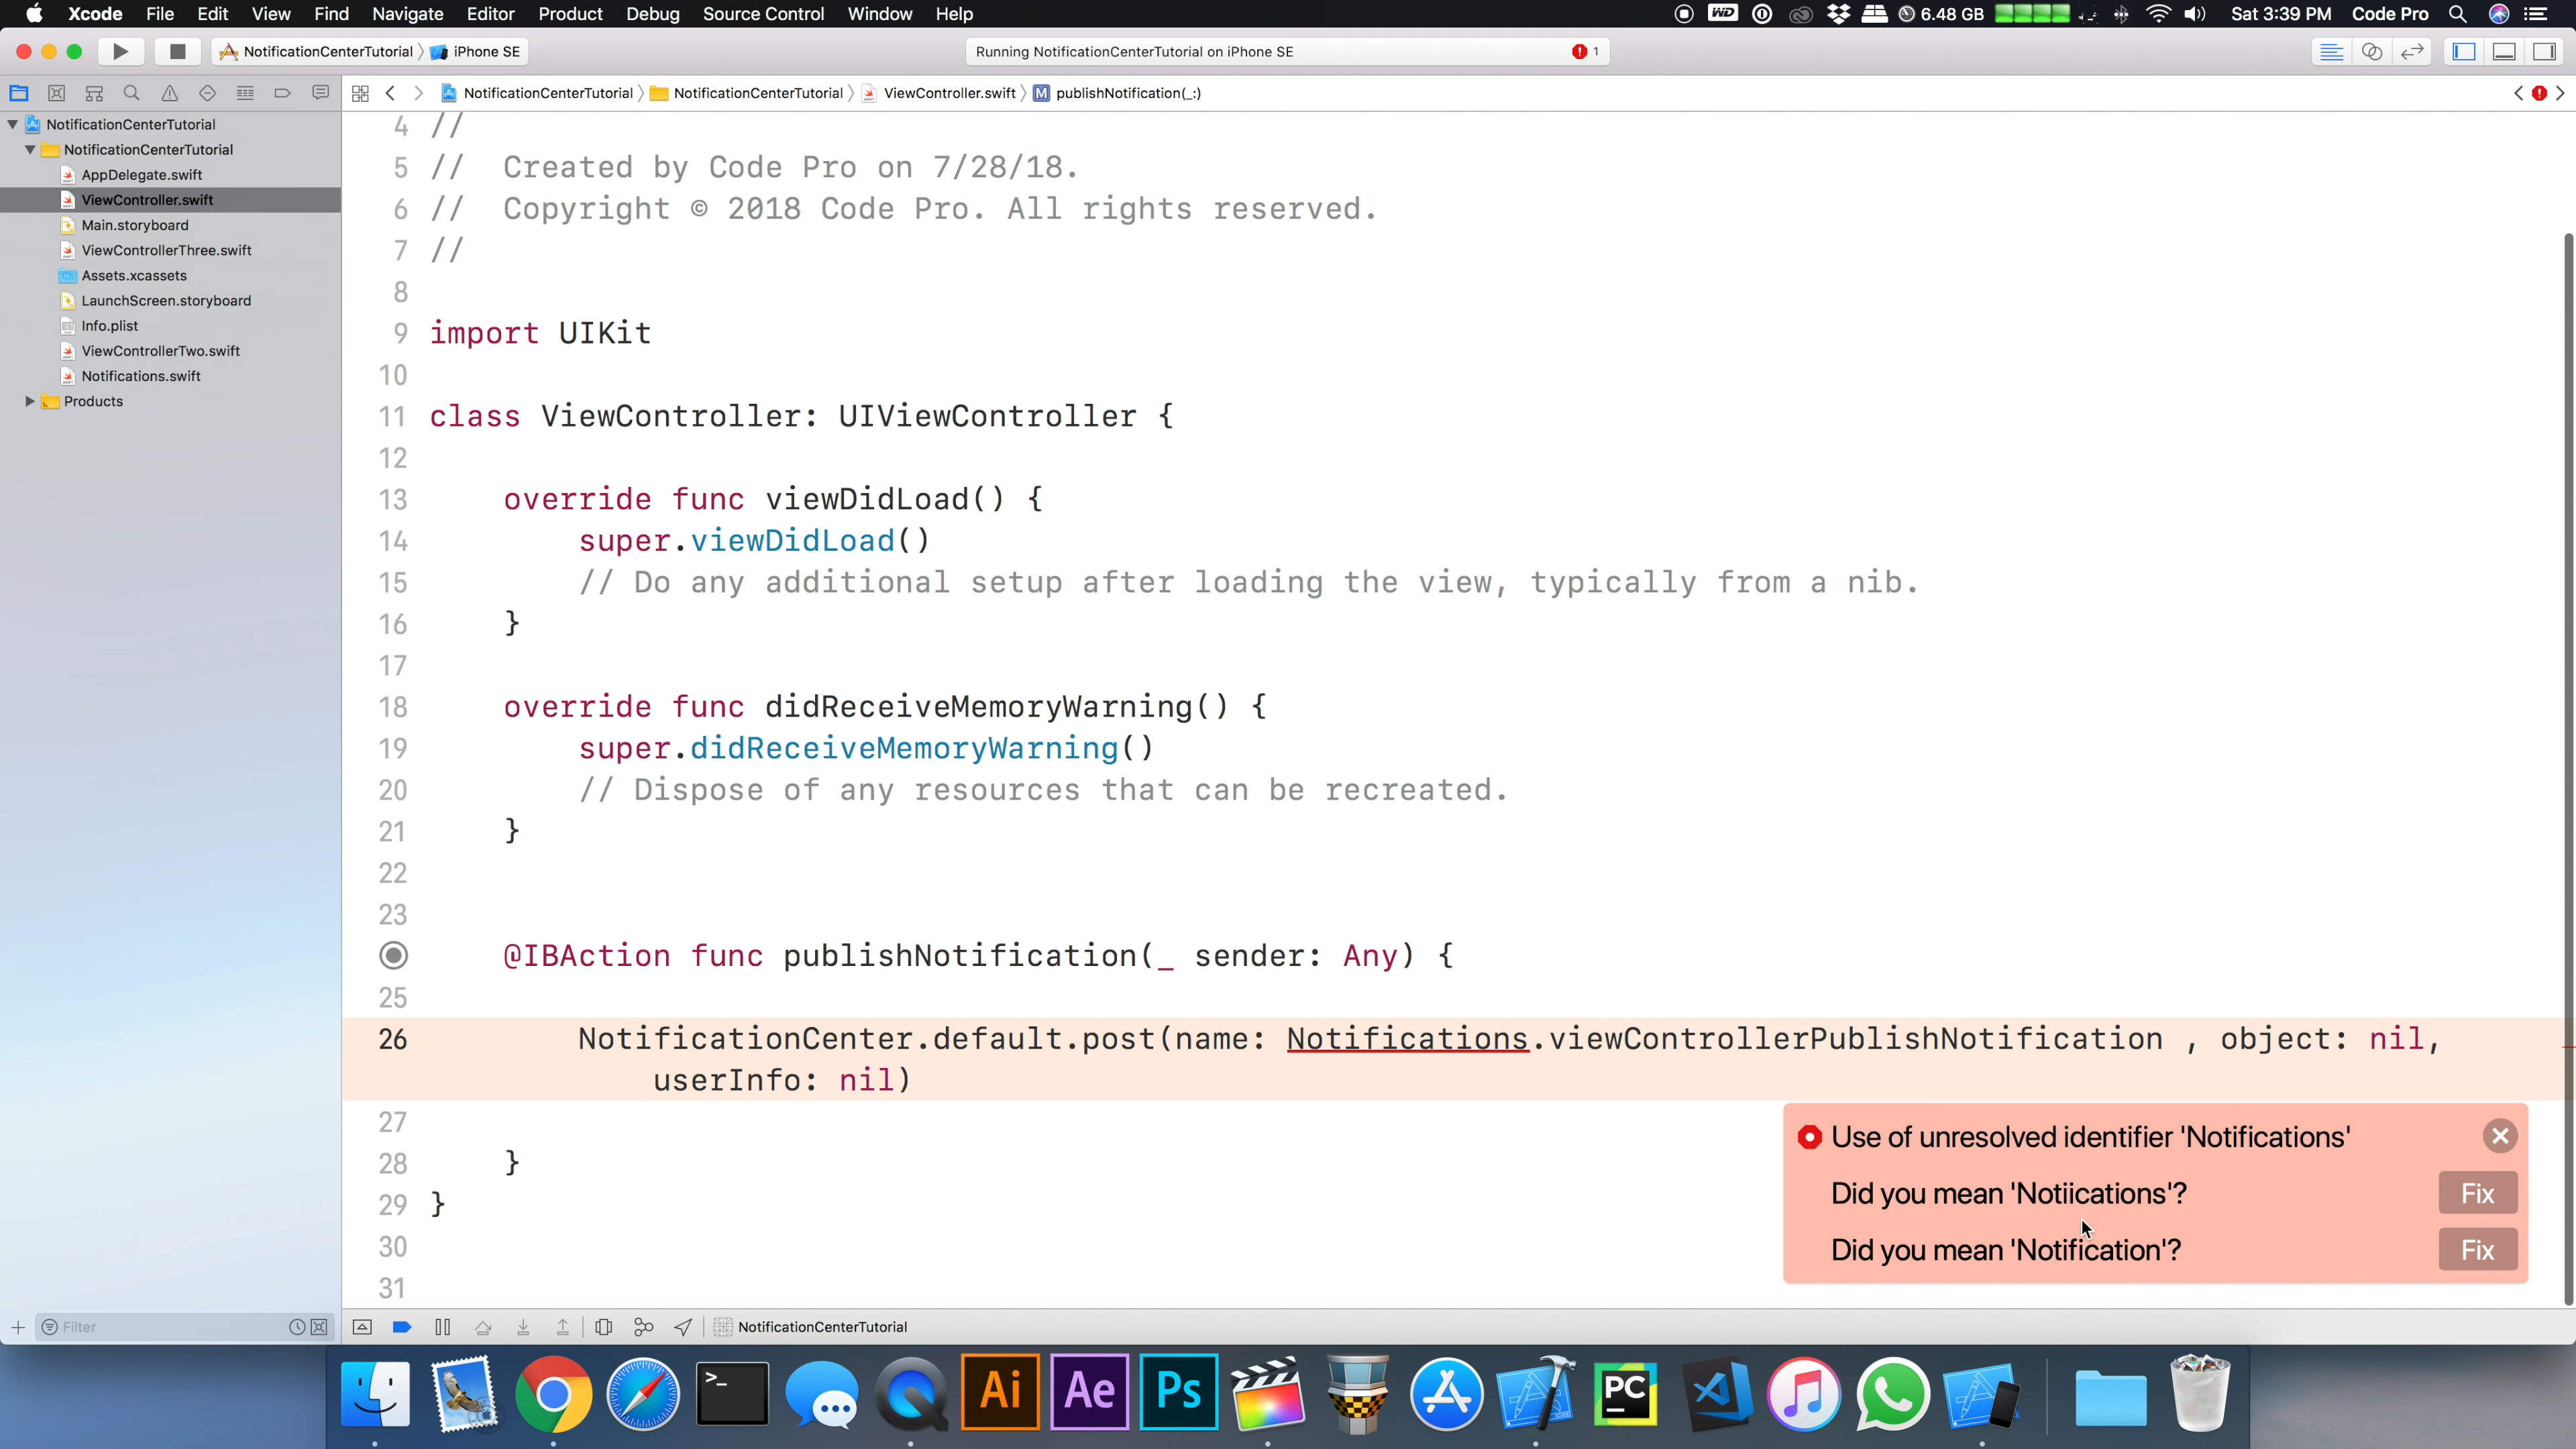 Xcode File Edit View Find Navigate Editor Product Debug Source Control Window Help
WD 6.48 GB Sat 3:39 PM Code Pro
NotificationCenterTutorial iPhone SE
Running NotificationCenterTutorial on iPhone SE
1
NotificationCenterTutorial NotificationCenterTutorial ViewController.swift M publishNotification(_:)
NotificationCenterTutorial
NotificationCenterTutorial
AppDelegate.swift
ViewController.swift
Main.storyboard
ViewControllerThree.swift
Assets.xcassets
LaunchScreen.storyboard
Info.plist
ViewControllerTwo.swift
Notifications.swift
Products
4 //
5 // Created by Code Pro on 7/28/18.
6 // Copyright © 2018 Code Pro. All rights reserved.
7 //
8
9 import UIKit
10
11 class ViewController: UIViewController {
12
13 override func viewDidLoad() {
14 super.viewDidLoad()
15 // Do any additional setup after loading the view, typically from a nib.
16 }
17
18 override func didReceiveMemoryWarning() {
19 super.didReceiveMemoryWarning()
20 // Dispose of any resources that can be recreated.
21 }
22
23
@IBAction func publishNotification(_ sender: Any) {
25
26 NotificationCenter.default.post(name: Notifications.viewControllerPublishNotification , object: nil,
userInfo: nil)
27
28 }
29 }
30
31
Use of unresolved identifier 'Notifications'
Did you mean 'Notiications'? Fix
Did you mean 'Notification'? Fix
Filter
NotificationCenterTutorial
>_ Ai Ae Ps PC